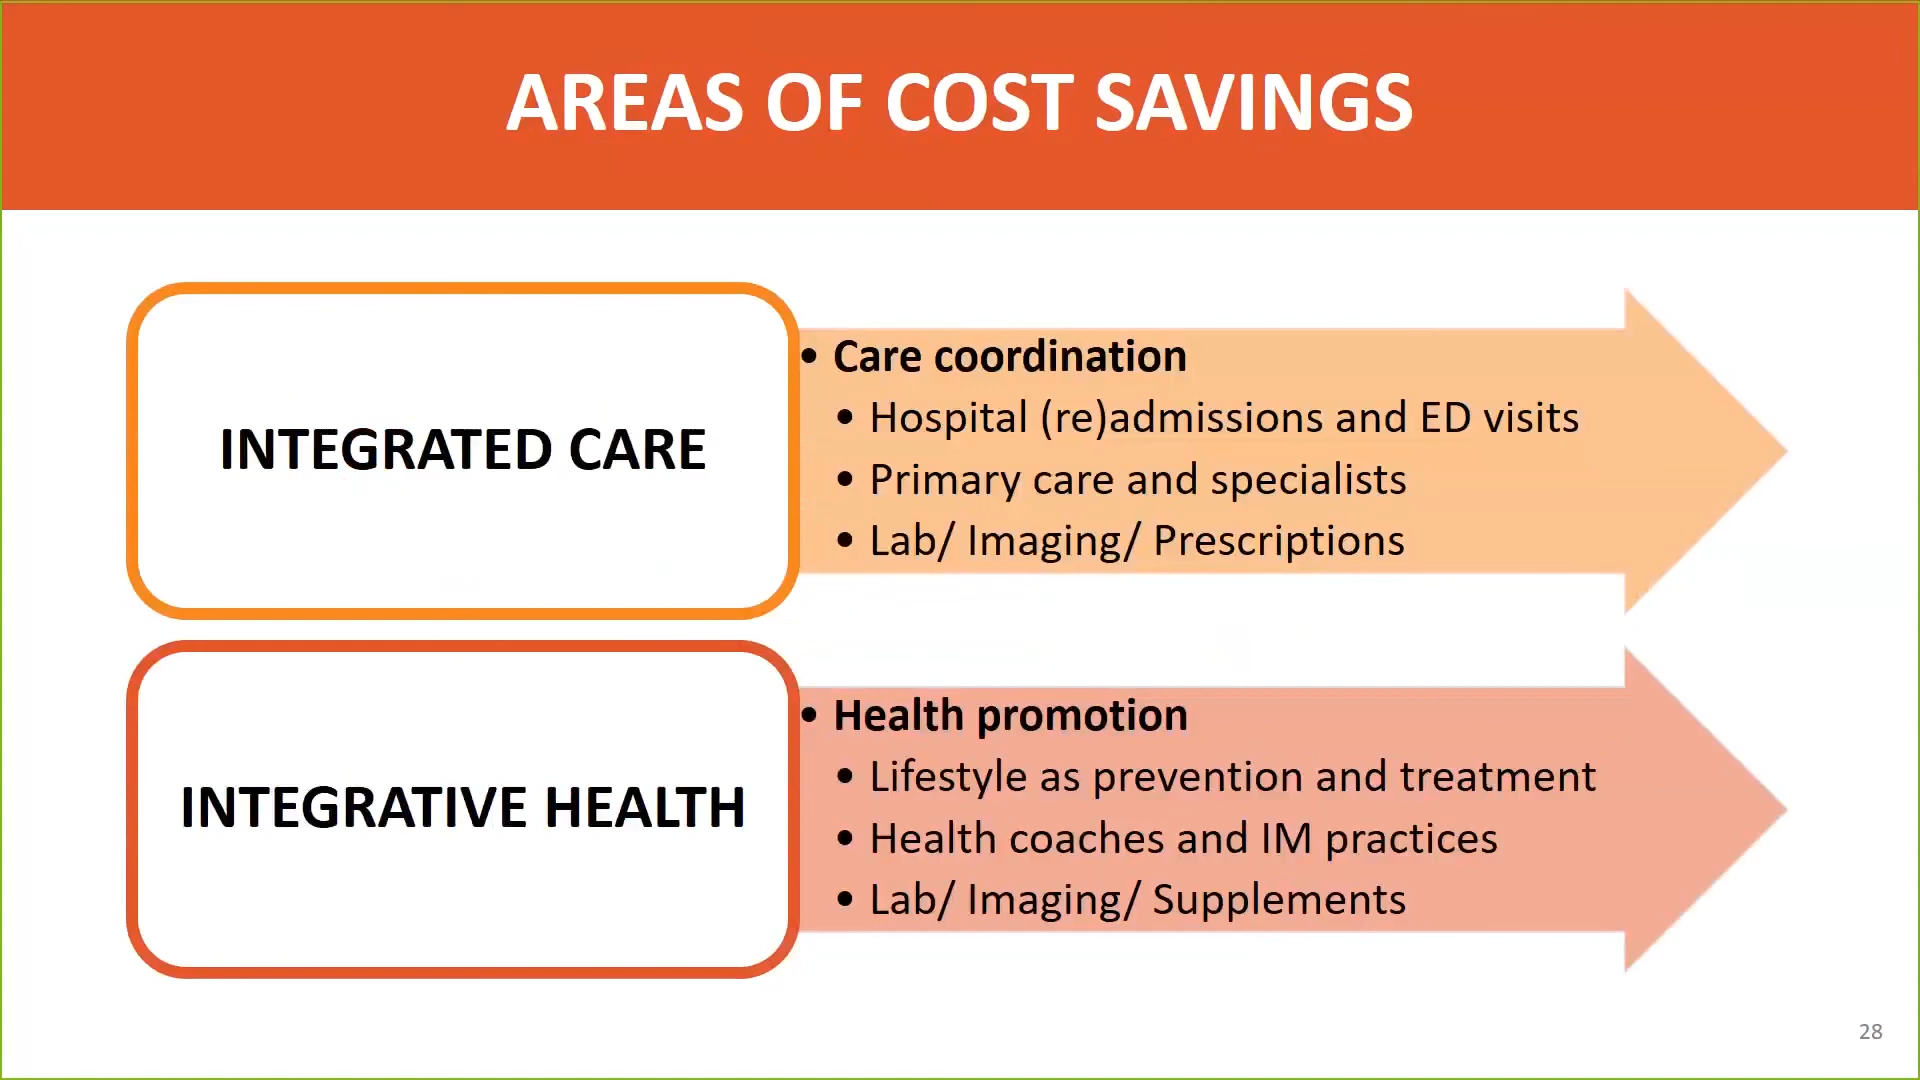 AREAS OF COST SAVINGS
INTEGRATED CARE
• Care coordination
• Hospital (re)admissions and ED visits
• Primary care and specialists
• Lab/ Imaging/ Prescriptions
INTEGRATIVE HEALTH
• Health promotion
• Lifestyle as prevention and treatment
• Health coaches and IM practices
• Lab/ Imaging/ Supplements
28